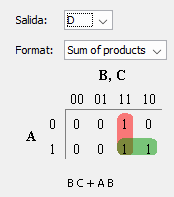 Salida: D
Format: Sum of products
B, C
00 01 11 10
0 0 0 1 0
A
1 0 0 1 1
B C + A B